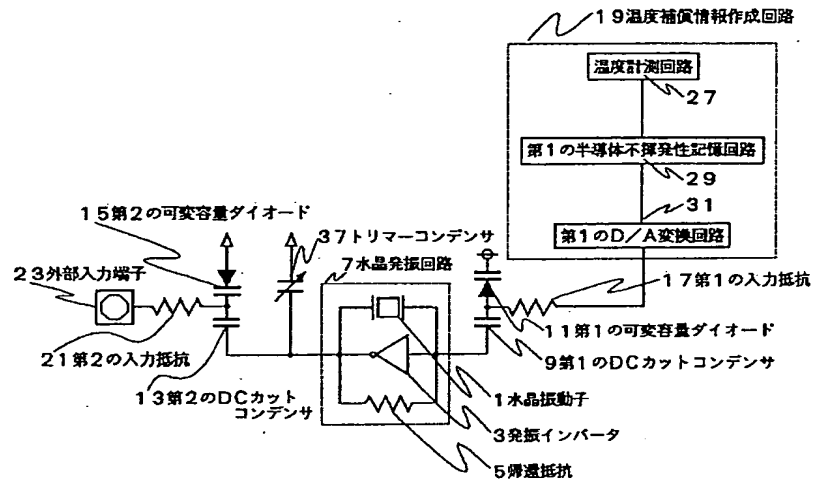 19温度補償情報作成回路
温度計測回路
27
第1の半導体不揮発性記憶回路
29
31
第1のD/A変換回路
15第2の可変容量ダイオード
37トリマーコンデンサ
23外部入力端子
7水晶発振回路
17第1の入力抵抗
11第1の可変容量ダイオード
21第2の入力抵抗
9第1のDCカットコンデンサ
13第2のDCカット
コンデンサ
1水晶振動子
3発振インバータ
5帰還抵抗